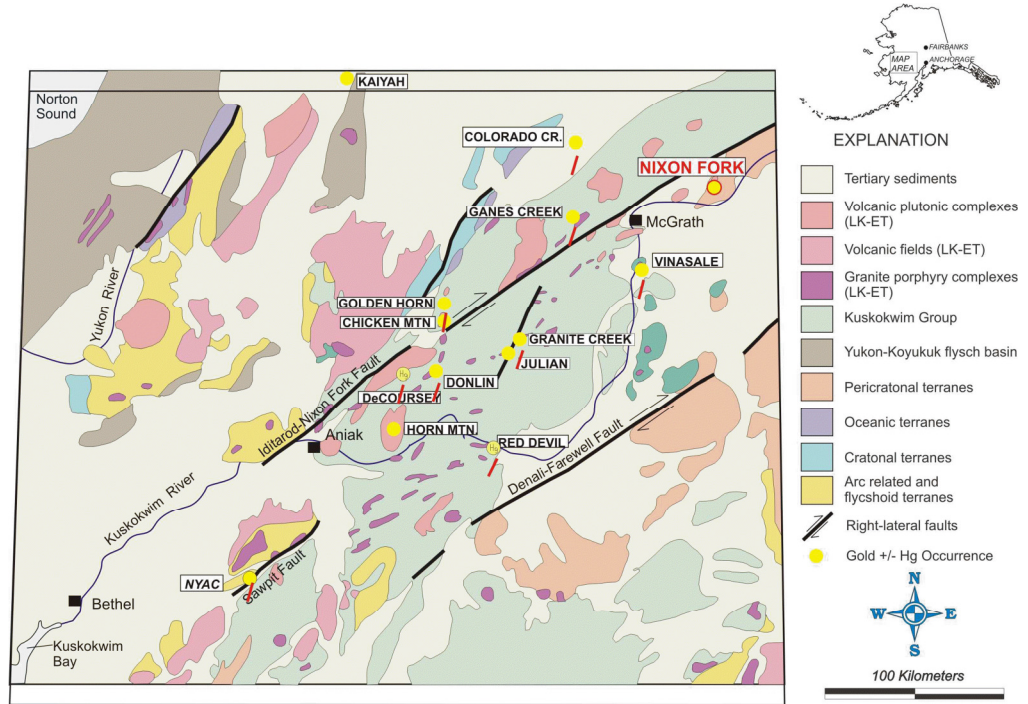 FAIRBANKS
MAP
AREA
ANCHORAGE
Norton
Sound
KAIYAH
COLORADO CR.
NIXON FORK
GANES CREEK
McGrath
VINASALE
Yukon River
GOLDEN HORN
CHICKEN MTN
GRANITE CREEK
JULIAN
Iditarod-Nixon Fork Fault
Hg
DONLIN
DeCOURSEY
HORN MTN
Aniak
RED DEVIL
Hg
Denali-Farewell Fault
Kuskokwim River
NYAC
Sawpit Fault
Bethel
Kuskokwim
Bay
EXPLANATION
Tertiary sediments
Volcanic plutonic complexes
(LK-ET)
Volcanic fields (LK-ET)
Granite porphyry complexes
(LK-ET)
Kuskokwim Group
Yukon-Koyukuk flysch basin
Pericratonal terranes
Oceanic terranes
Cratonal terranes
Arc related and
flycshoid terranes
Right-lateral faults
Gold +/- Hg Occurrence
N
W E
S
100 Kilometers